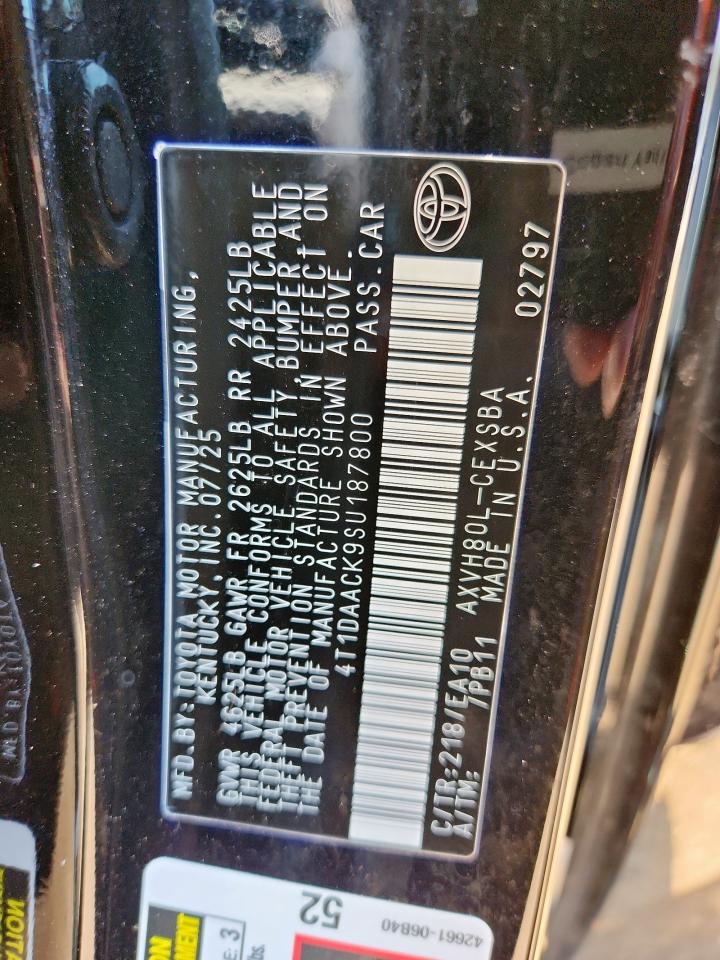 MFD.BY:TOYOTA MOTOR MANUFACTURING,
KENTUCKY,INC.07/25
GVWR 4625LB GAWR FR 2625LB RR 2425LB
THIS VEHICLE CONFORMS TO ALL APPLICABLE
FEDERAL MOTOR VEHICLE SAFETY,BUMPER AND
THEFT PREVENTION STANDARDS IN EFFECT ON
THE DATE OF MANUFACTURE SHOWN ABOVE.
4T1DAACK9SU187800 PASS.CAR
C/TR:218/EA10 AXVH80L-CEXSBA
A/TM: /PB11 MADE IN U.S.A. 02797
52
42661-06B40